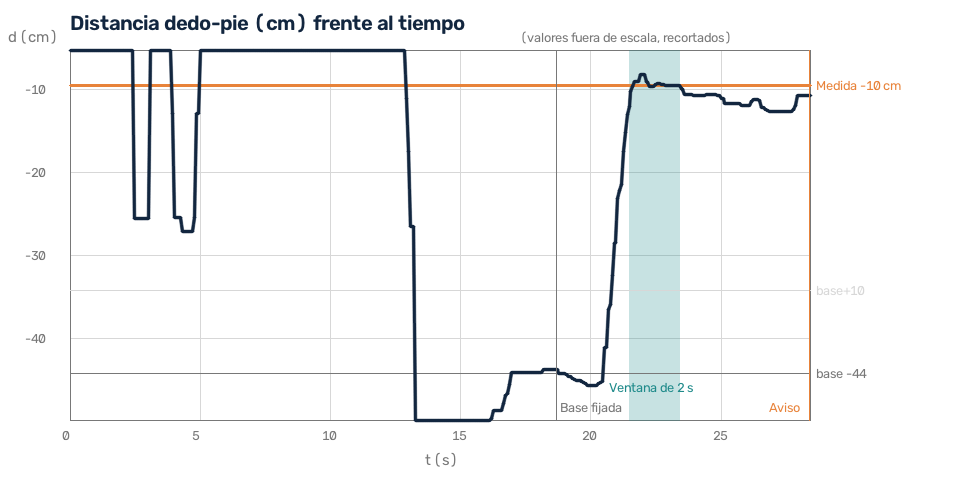 Distancia dedo-pie (cm) frente al tiempo
d (cm)
(valores fuera de escala, recortados)
-10
Medida -10 cm
-20
-30
base+10
-40
base -44
Ventana de 2 s
Base fijada
Aviso
0
5
10
15
20
25
t (s)